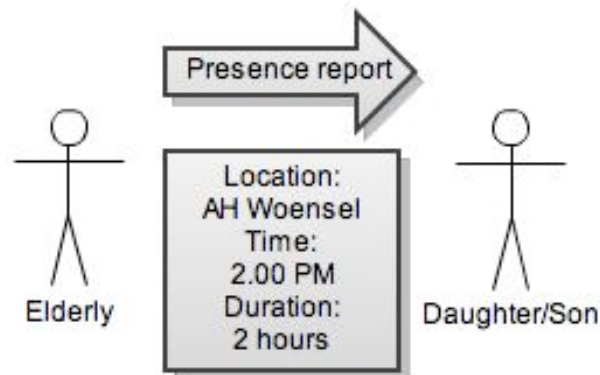 Presence report
Location:
AH Woensel
Time:
2.00 PM
Duration:
2 hours
Elderly
Daughter/Son